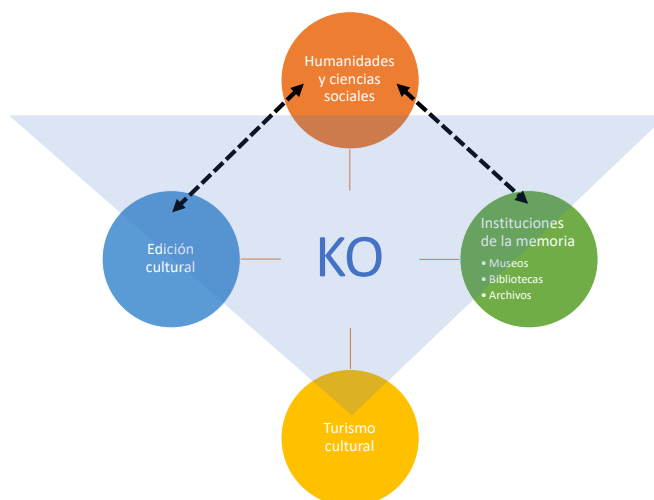 Humanidades
y ciencias
sociales
Edición
cultural
KO
Instituciones
de la memoria
• Museos
• Bibliotecas
• Archivos
Turismo
cultural